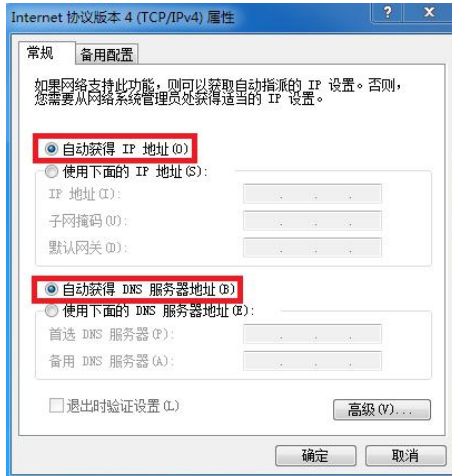 Internet 协议版本 4 (TCP/IPv4) 属性
? X
常规 备用配置
如果网络支持此功能，则可以获取自动指派的 IP 设置。否则，
您需要从网络系统管理员处获得适当的 IP 设置。
自动获得 IP 地址(O)
使用下面的 IP 地址(S):
IP 地址(I):
子网掩码(U):
默认网关(D):
自动获得 DNS 服务器地址(B)
使用下面的 DNS 服务器地址(E):
首选 DNS 服务器(P):
备用 DNS 服务器(A):
退出时验证设置(L)
高级(V)...
确定 取消